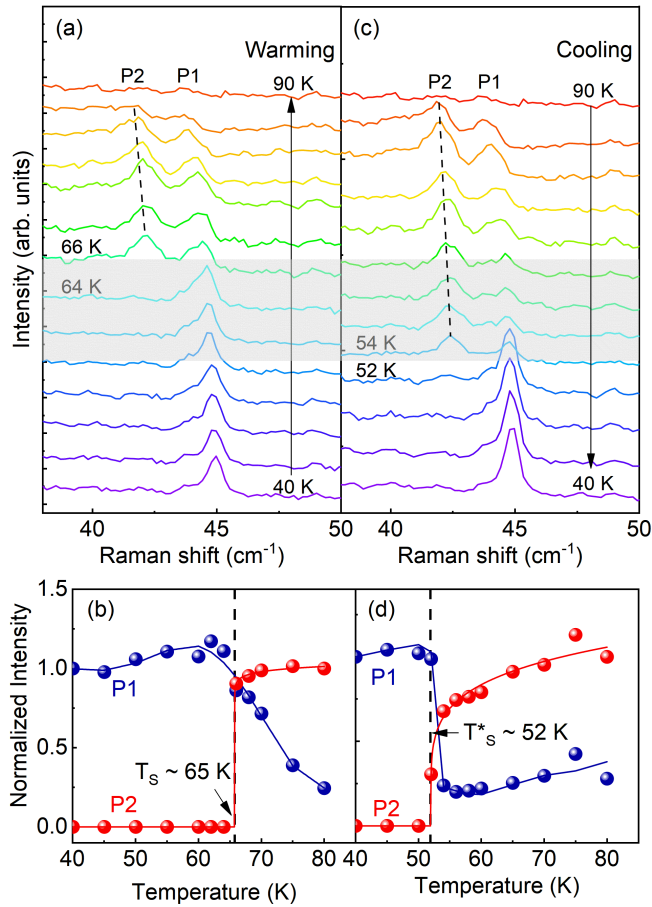 (a)
Warming
P2
P1
90 K
66 K
64 K
40 K
Intensity (arb. units)
40
45
50
Raman shift (cm-1)
(c)
Cooling
P2
P1
90 K
54 K
52 K
40 K
40
45
50
Raman shift (cm-1)
(b)
1.5
1.0
0.5
0.0
Normalized Intensity
P1
P2
TS ~ 65 K
40
50
60
70
80
Temperature (K)
(d)
P1
P2
T*S ~ 52 K
40
50
60
70
80
Temperature (K)